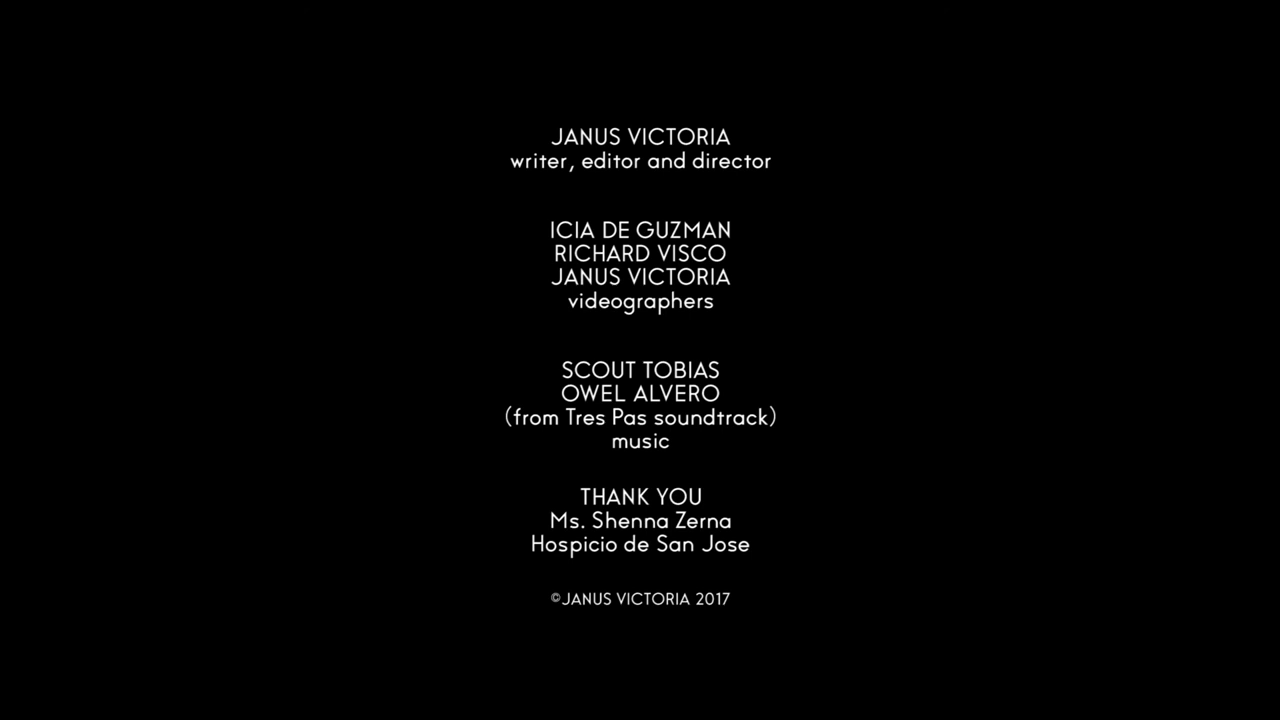 JANUS VICTORIA
writer, editor and director
ICIA DE GUZMAN
RICHARD VISCO
JANUS VICTORIA
videographers
SCOUT TOBIAS
OWEL ALVERO
(from Tres Pas soundtrack)
music
THANK YOU
Ms. Shenna Zerna
Hospicio de San Jose
©JANUS VICTORIA 2017